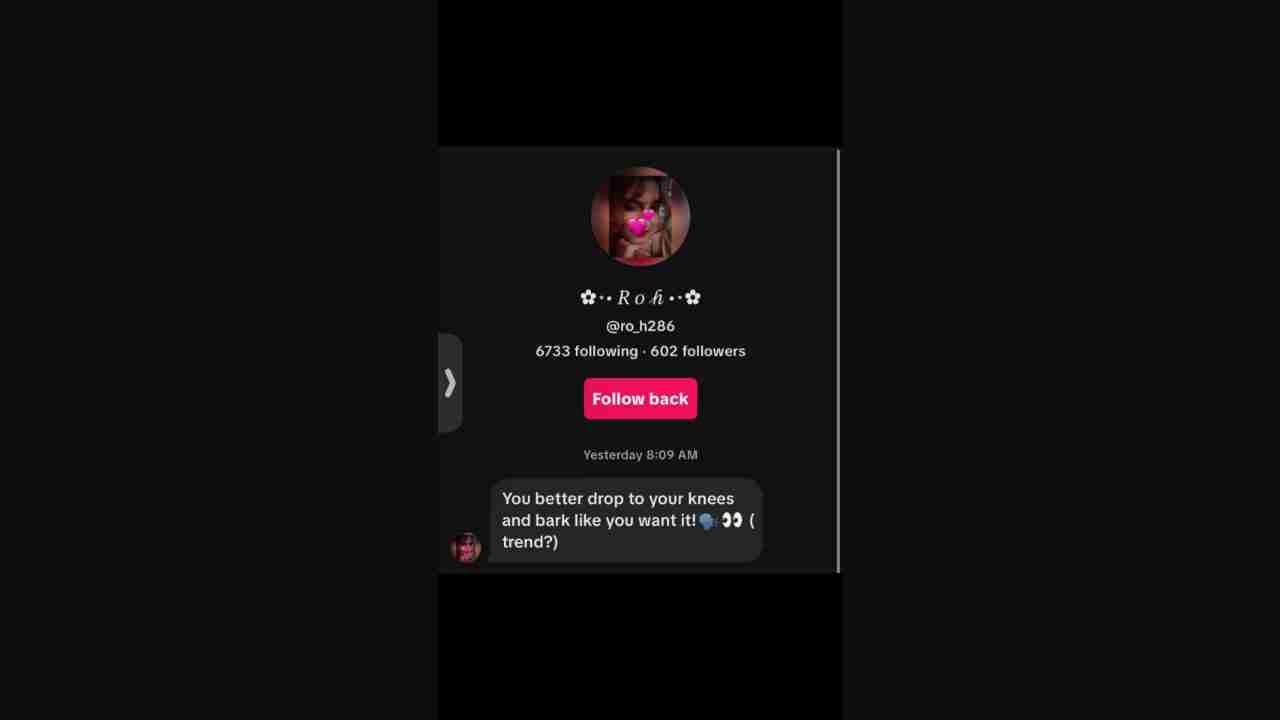 ✿·· R o ℎ ··✿
@ro_h286
6733 following · 602 followers
Follow back
Yesterday 8:09 AM
You better drop to your knees
and bark like you want it!🗣️👀 (
trend?)